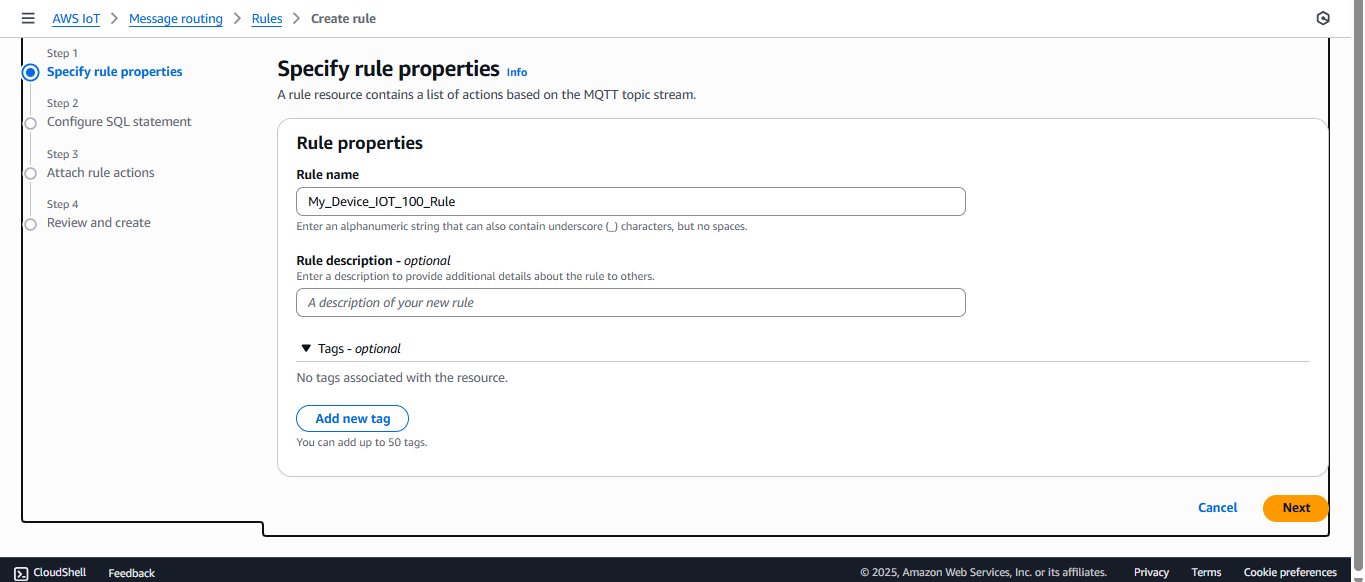 AWS IoT > Message routing > Rules > Create rule
Step 1
Specify rule properties
Step 2
Configure SQL statement
Step 3
Attach rule actions
Step 4
Review and create
Specify rule properties Info
A rule resource contains a list of actions based on the MQTT topic stream.
Rule properties
Rule name
My_Device_IOT_100_Rule
Enter an alphanumeric string that can also contain underscore (_) characters, but no spaces.
Rule description - optional
Enter a description to provide additional details about the rule to others.
A description of your new rule
Tags - optional
No tags associated with the resource.
Add new tag
You can add up to 50 tags.
Cancel Next
CloudShell Feedback © 2025, Amazon Web Services, Inc. or its affiliates. Privacy Terms Cookie preferences